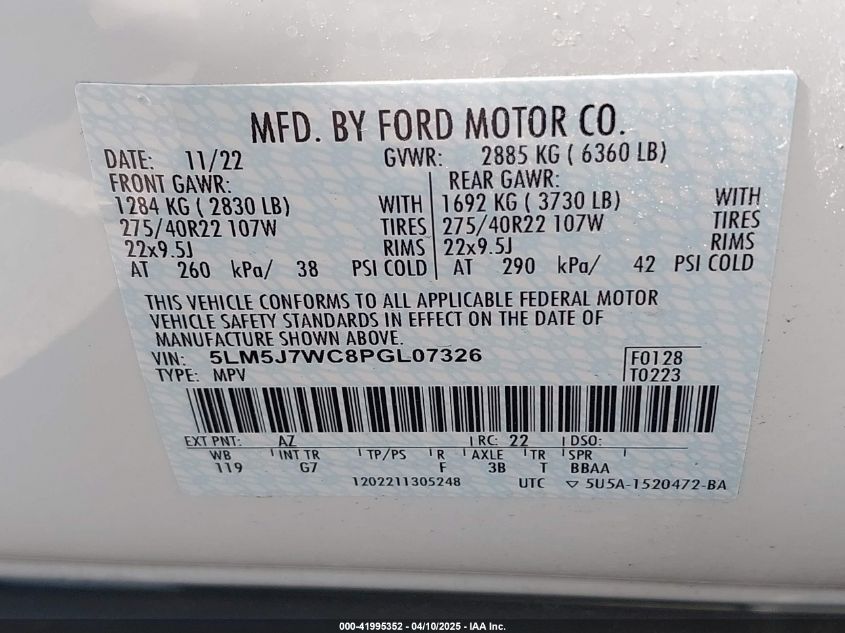 MFD. BY FORD MOTOR CO.
DATE: 11/22 GVWR: 2885 KG ( 6360 LB)
FRONT GAWR: REAR GAWR:
1284 KG ( 2830 LB) WITH 1692 KG ( 3730 LB) WITH
275/40R22 107W TIRES 275/40R22 107W TIRES
22x9.5J RIMS 22x9.5J RIMS
AT 260 kPa/ 38 PSI COLD AT 290 kPa/ 42 PSI COLD
THIS VEHICLE CONFORMS TO ALL APPLICABLE FEDERAL MOTOR
VEHICLE SAFETY STANDARDS IN EFFECT ON THE DATE OF
MANUFACTURE SHOWN ABOVE.
VIN: 5LM5J7WC8PGL07326 F0128
TYPE: MPV T0223
EXT PNT: AZ RC: 22 DSO:
WB INT TR TP/PS R AXLE TR SPR
119 G7 F 3B T BBAA
1202211305248 UTC ▽ 5U5A-1520472-BA
000-41995352 - 04/10/2025 - IAA Inc.